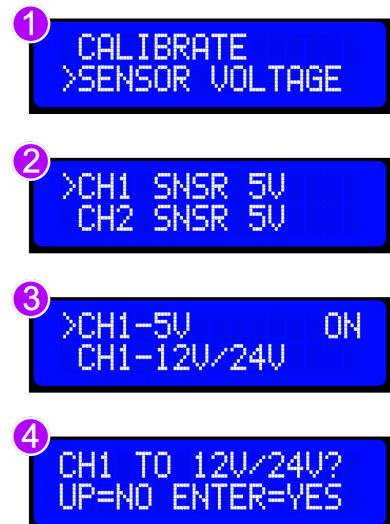 1
CALIBRATE
>SENSOR VOLTAGE
2
>CH1 SNSR 5V
CH2 SNSR 5V
3
>CH1-5V ON
CH1-12V/24V
4
CH1 TO 12V/24V?
UP=NO ENTER=YES